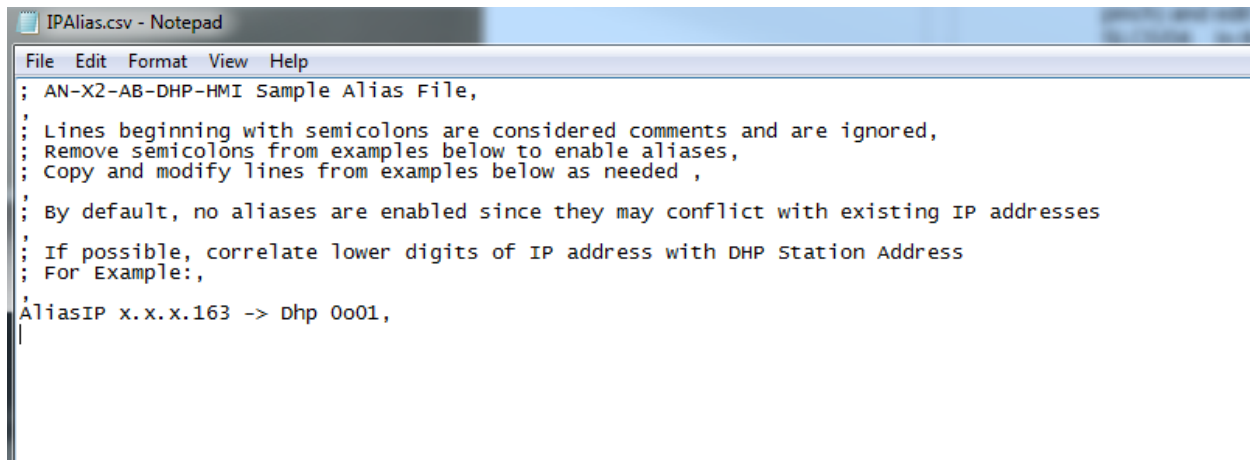 IPAlias.csv - Notepad
File Edit Format View Help
; AN-X2-AB-DHP-HMI Sample Alias File,
,
; Lines beginning with semicolons are considered comments and are ignored,
; Remove semicolons from examples below to enable aliases,
; Copy and modify lines from examples below as needed ,
,
; By default, no aliases are enabled since they may conflict with existing IP addresses
,
; If possible, correlate lower digits of IP address with DHP Station Address
; For Example:,
,
AliasIP x.x.x.163 -> Dhp 0o01,